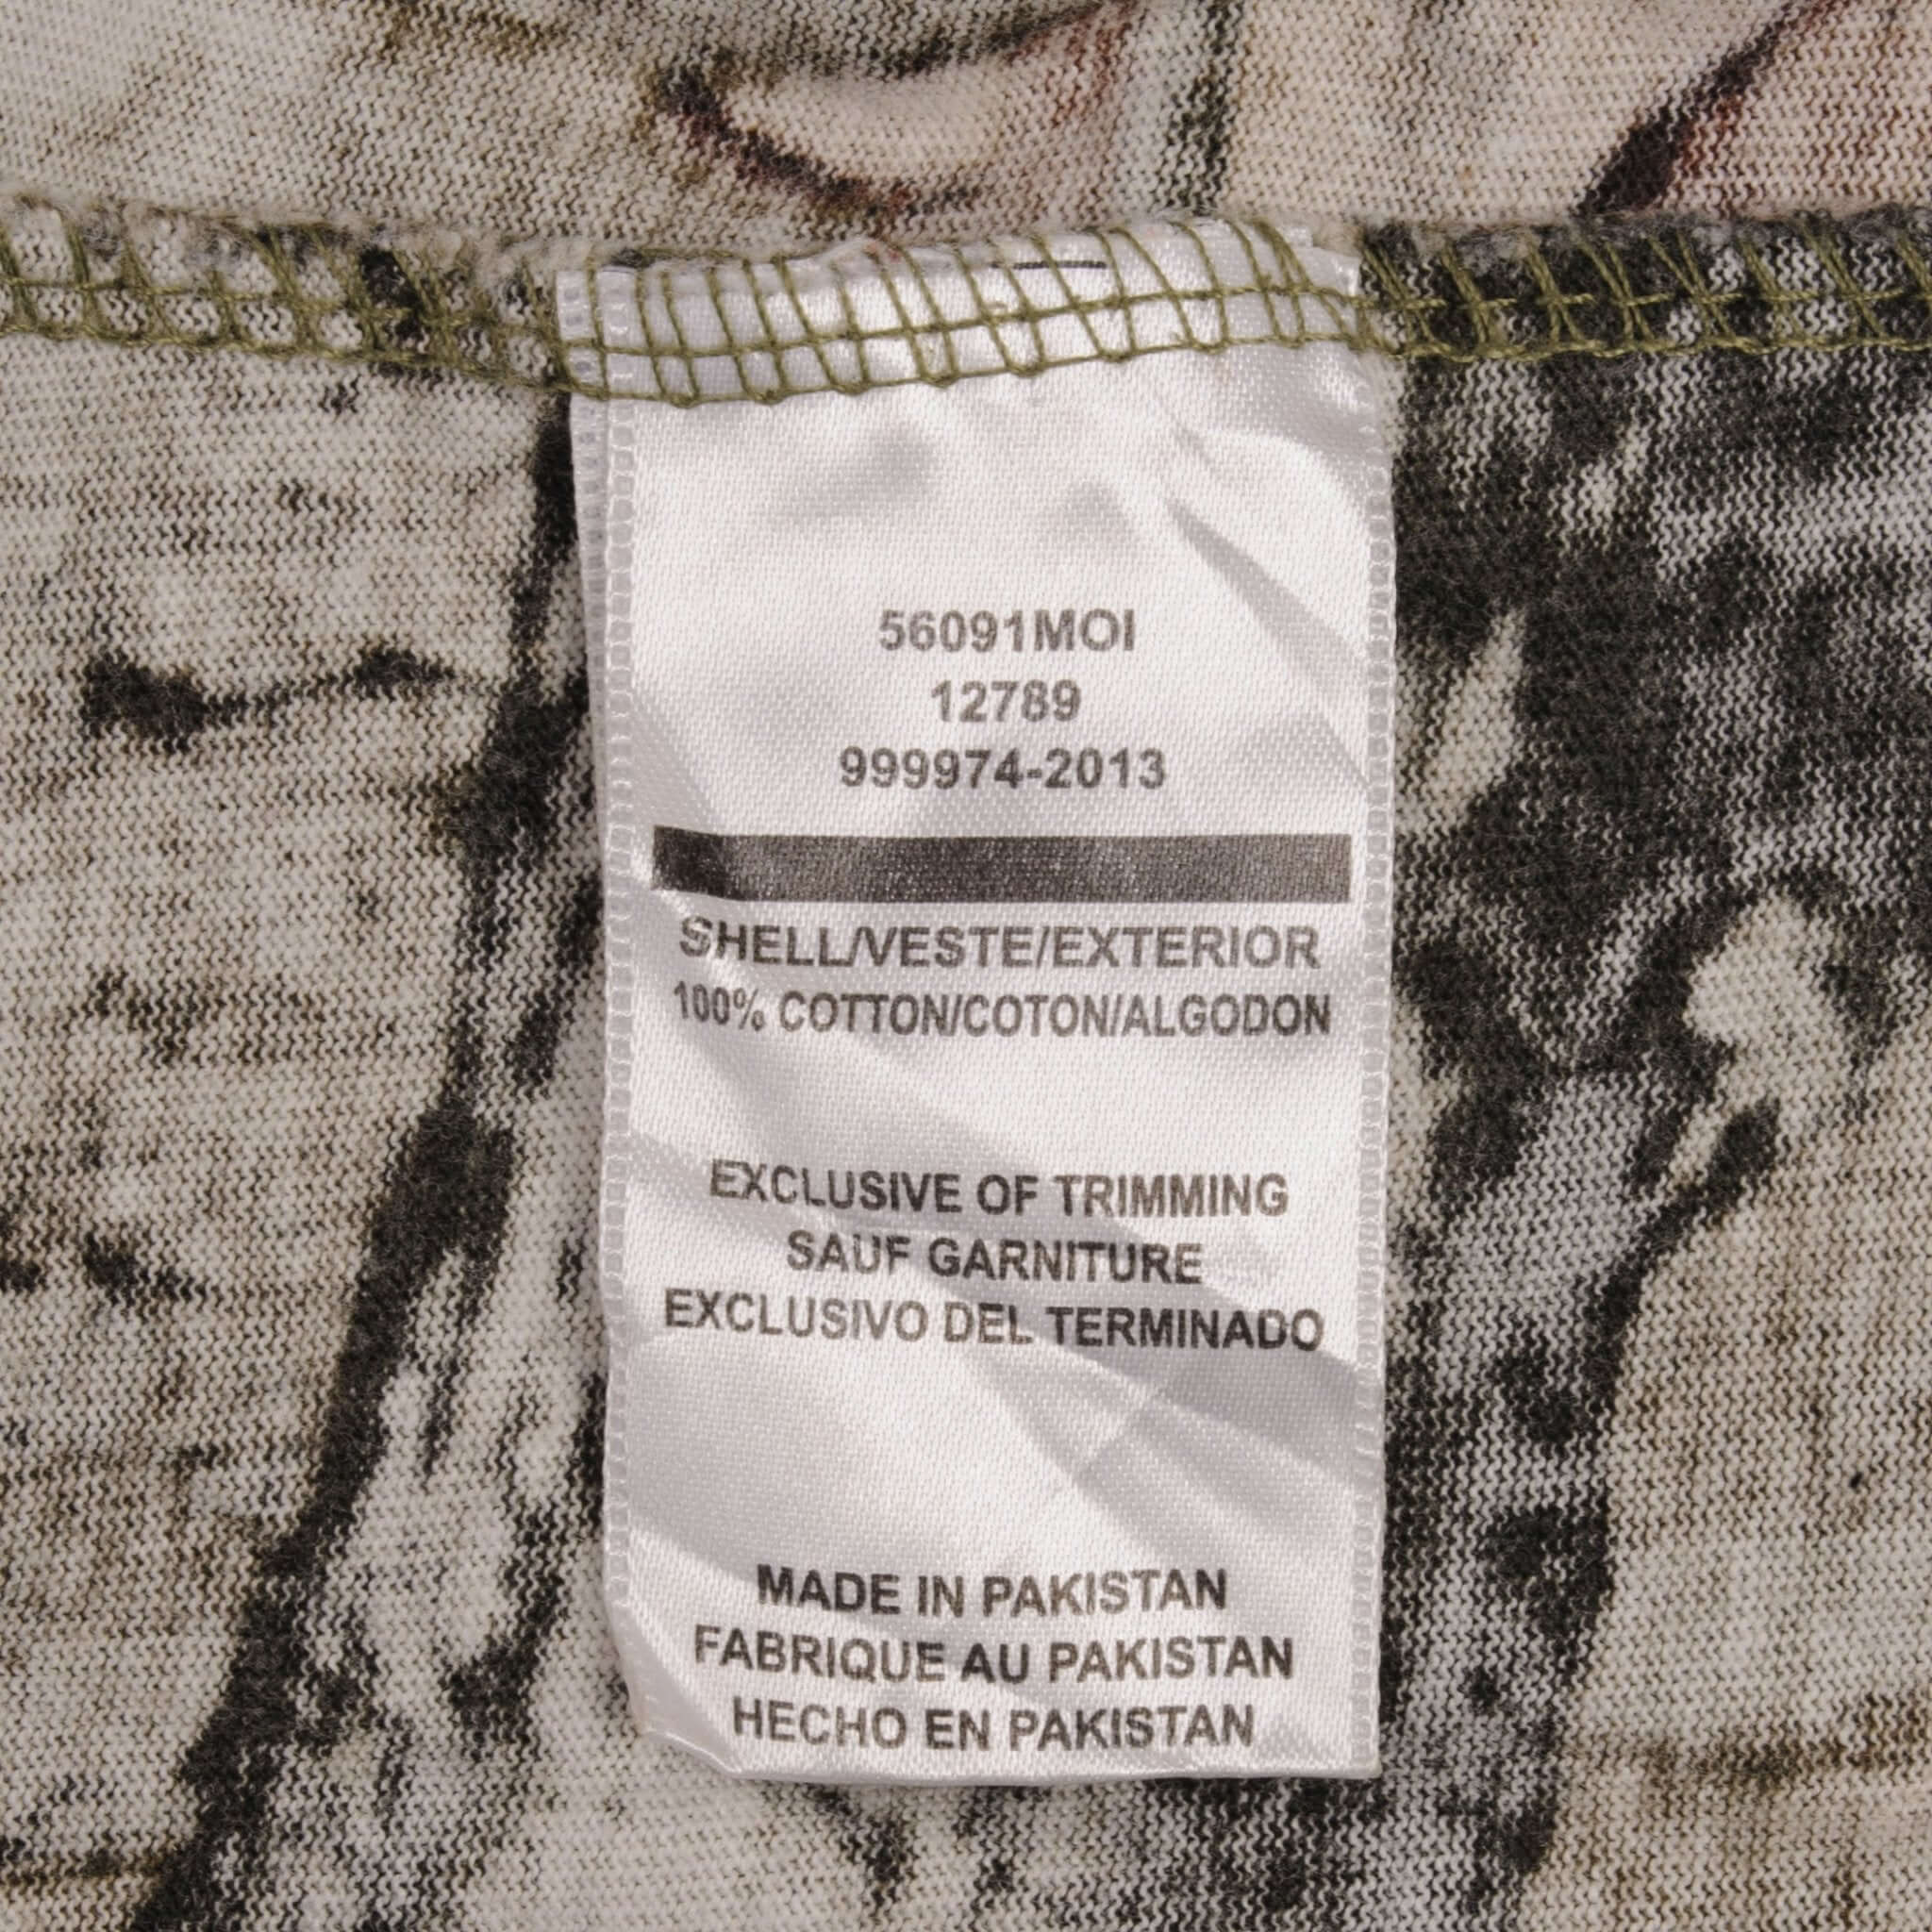 56091MOI
12789
999974-2013
SHELL/VESTE/EXTERIOR
100% COTTON/COTON/ALGODON
EXCLUSIVE OF TRIMMING
SAUF GARNITURE
EXCLUSIVO DEL TERMINADO
MADE IN PAKISTAN
FABRIQUE AU PAKISTAN
HECHO EN PAKISTAN